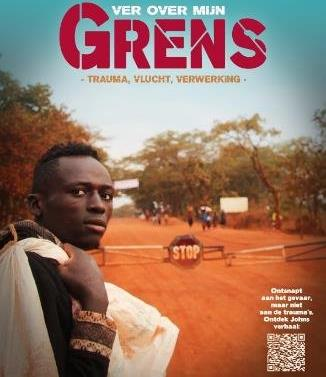 VER OVER MIJN
GRENS
- TRAUMA, VLUCHT, VERWERKING -
STOP
Ontsnapt
aan het gevaar,
maar niet
aan de trauma's.
Ontdek Johns
verhaal: